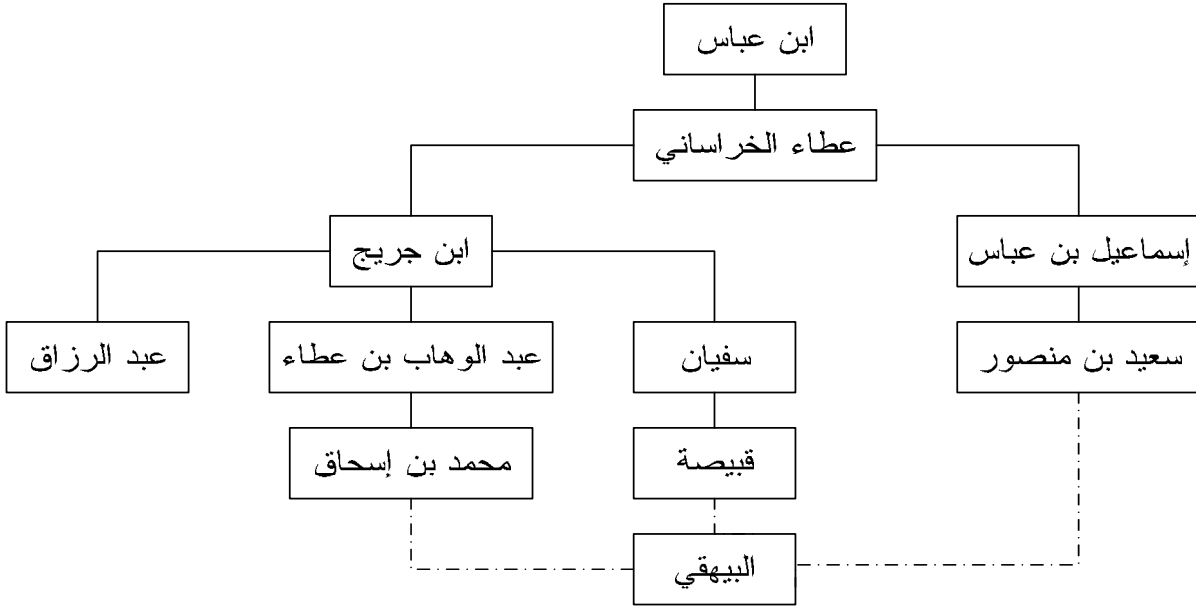 ابن عباس
عطاء الخراساني
ابن جريج
إسماعيل بن عباس
عبد الرزاق
عبد الوهاب بن عطاء
سفيان
سعيد بن منصور
محمد بن إسحاق
قبيصة
البيهقي